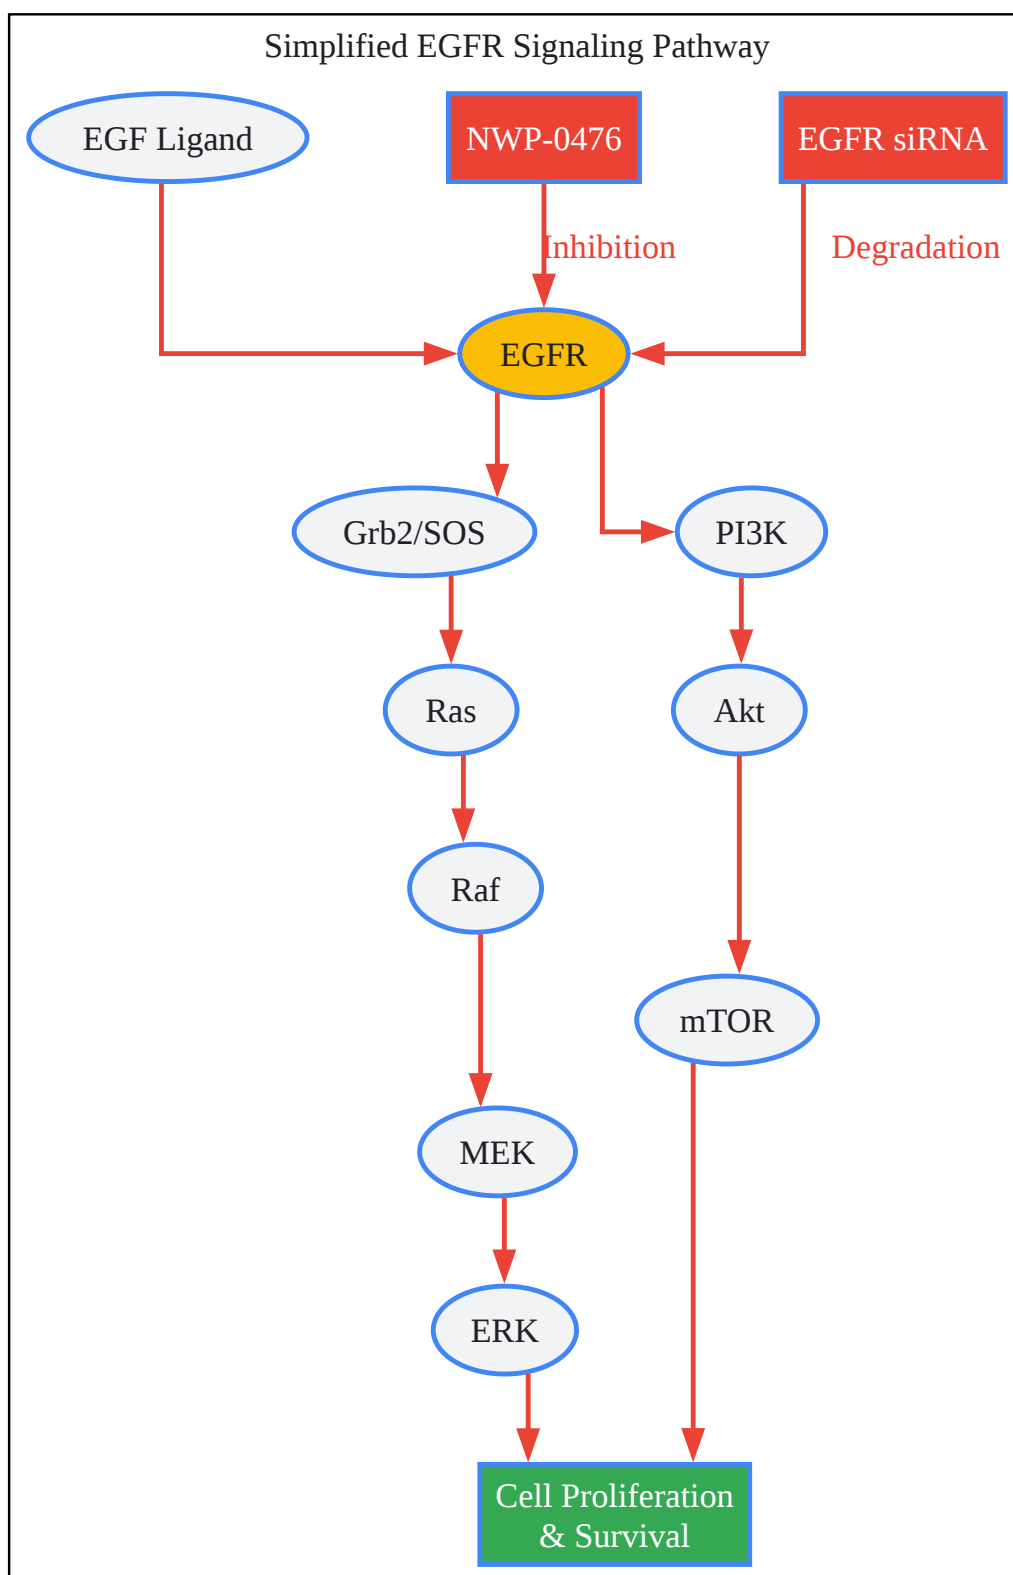 Simplified EGFR Signaling Pathway
EGF Ligand
NWP-0476
EGFR siRNA
Inhibition
Degradation
EGFR
Grb2/SOS
PI3K
Ras
Akt
Raf
mTOR
MEK
ERK
Cell Proliferation
& Survival